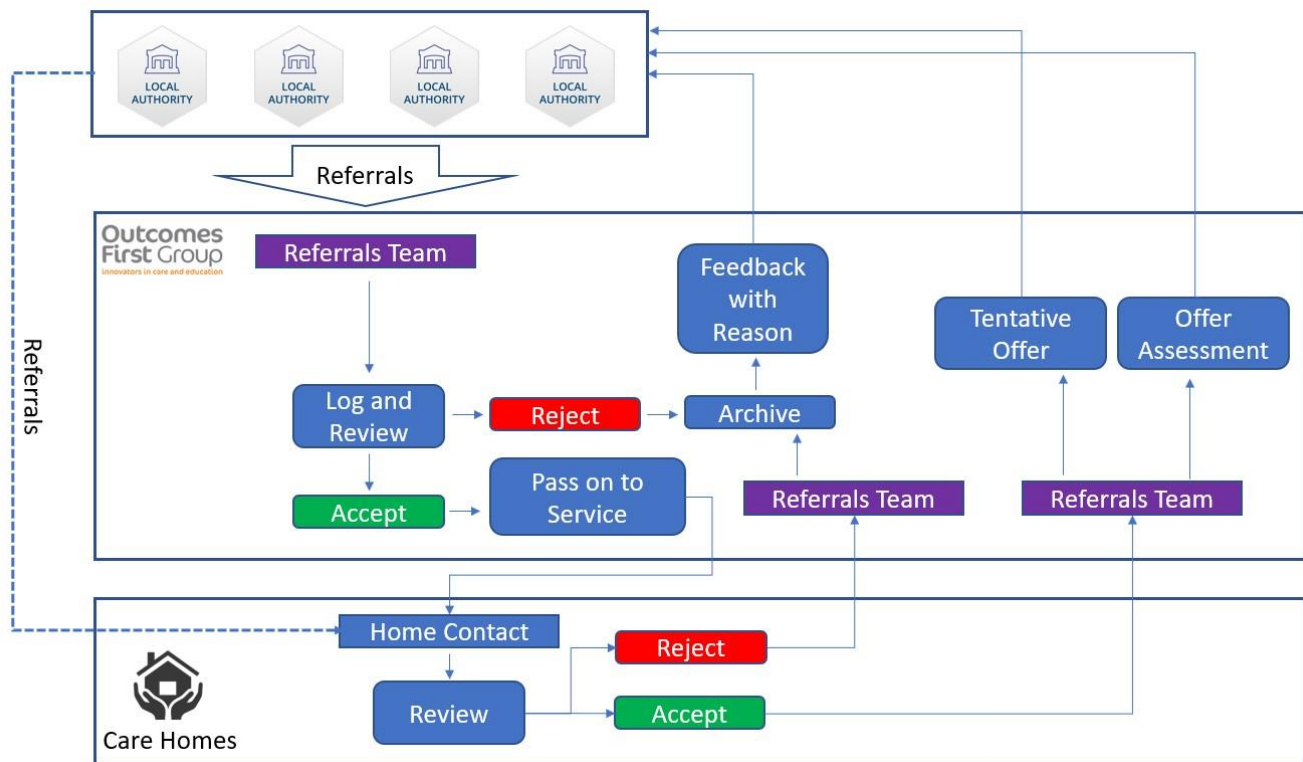 LOCAL
AUTHORITY
LOCAL
AUTHORITY
LOCAL
AUTHORITY
LOCAL
AUTHORITY
Referrals
Referrals
Outcomes
First Group
innovators in care and education
Referrals Team
Feedback
with
Reason
Tentative
Offer
Offer
Assessment
Log and
Review
Reject
Archive
Accept
Pass on to
Service
Referrals Team
Referrals Team
Home Contact
Reject
Review
Accept
Care Homes